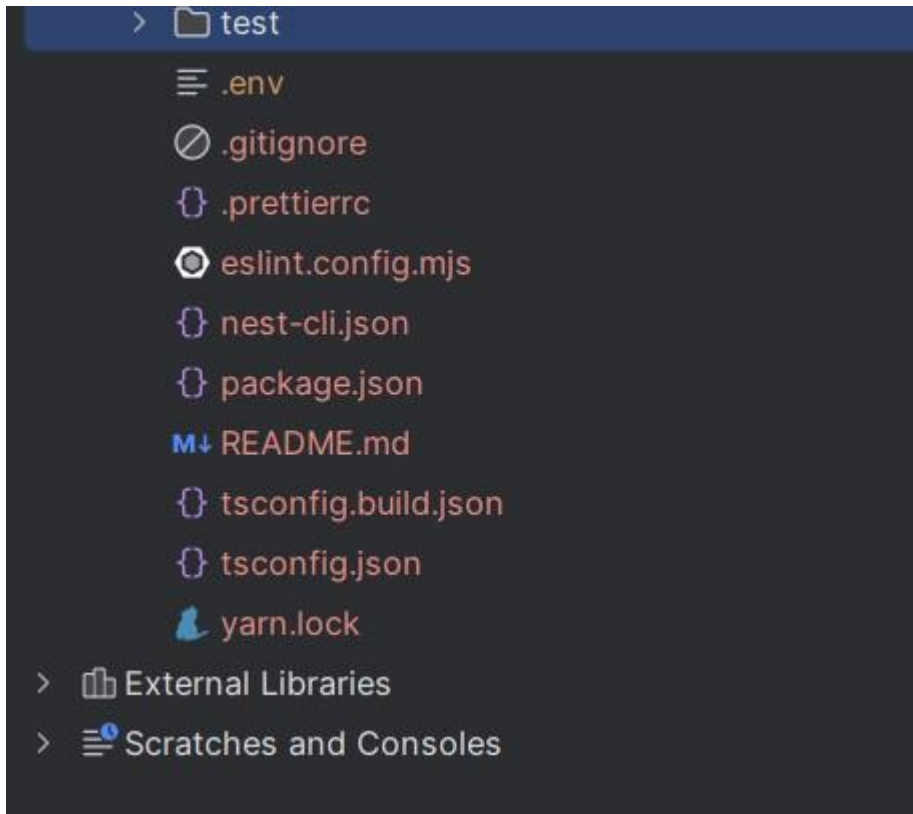 test
.env
.gitignore
.prettierrc
eslint.config.mjs
nest-cli.json
package.json
M↓ README.md
tsconfig.build.json
tsconfig.json
yarn.lock
External Libraries
Scratches and Consoles